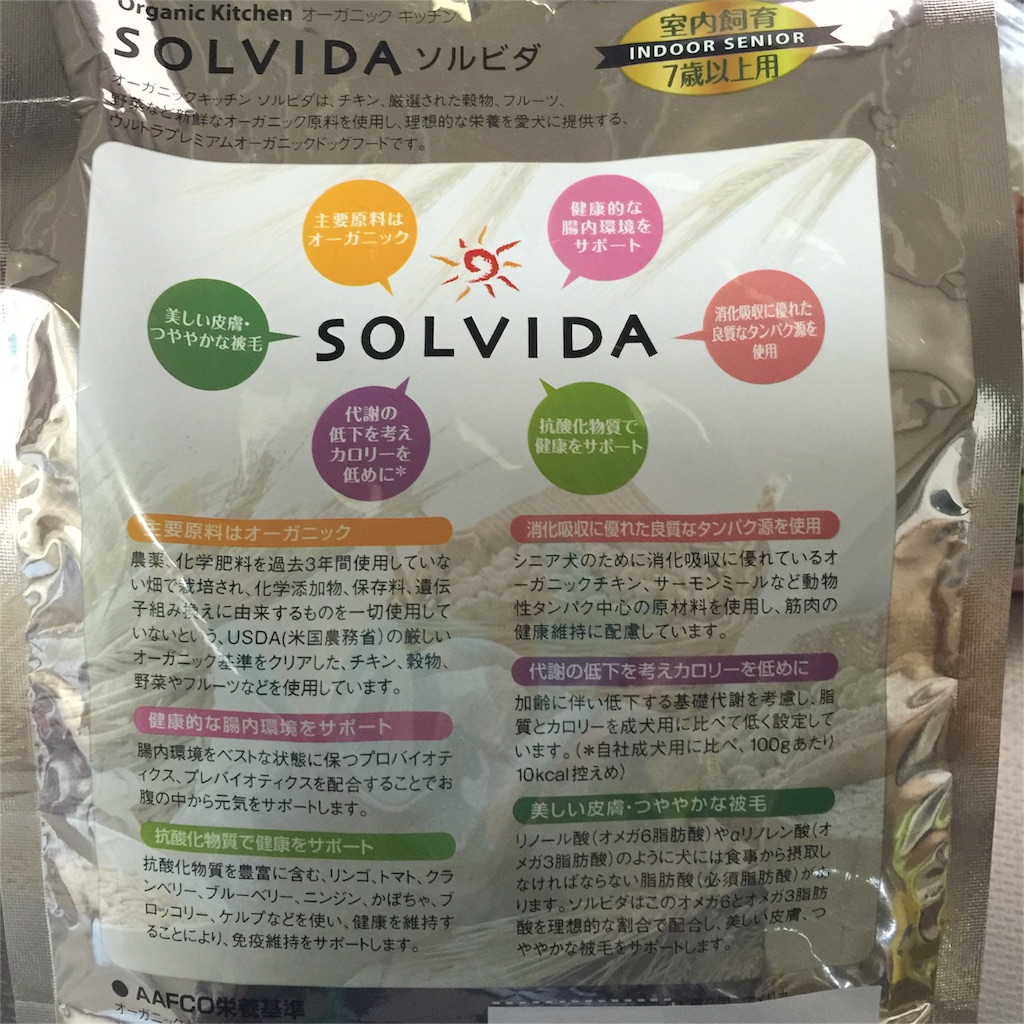 Organic Kitchen オーガニック キッチン
SOLVIDA ソルビダ
室内飼育
INDOOR SENIOR
7歳以上用
オーガニックキッチン ソルビダは、チキン、厳選された穀物、フルーツ、
野菜など新鮮なオーガニック原料を使用し、理想的な栄養を愛犬に提供する、
ウルトラプレミアムオーガニックドッグフードです。
主要原料は
オーガニック
健康的な
腸内環境を
サポート
美しい皮膚・
つややかな被毛
SOLVIDA
消化吸収に優れた
良質なタンパク源を
使用
代謝の
低下を考え
カロリーを
低めに*
抗酸化物質で
健康をサポート
主要原料はオーガニック
農薬、化学肥料を過去3年間使用していな
い畑で栽培され、化学添加物、保存料、遺伝
子組み換えに由来するものを一切使用して
いないという、USDA(米国農務省)の厳しい
オーガニック基準をクリアした、チキン、穀物、
野菜やフルーツなどを使用しています。
健康的な腸内環境をサポート
腸内環境をベストな状態に保つプロバイオテ
ィクス、プレバイオティクスを配合することでお
腹の中から元気をサポートします。
抗酸化物質で健康をサポート
抗酸化物質を豊富に含む、リンゴ、トマト、クラ
ンベリー、ブルーベリー、ニンジン、かぼちゃ、ブ
ロッコリー、ケルプなどを使い、健康を維持す
ることにより、免疫維持をサポートします。
消化吸収に優れた良質なタンパク源を使用
シニア犬のために消化吸収に優れているオ
ーガニックチキン、サーモンミールなど動物
性タンパク中心の原材料を使用し、筋肉の
健康維持に配慮しています。
代謝の低下を考えカロリーを低めに
加齢に伴い低下する基礎代謝を考慮し、脂
質とカロリーを成犬用に比べて低く設定して
います。(*自社成犬用に比べ、100gあたり
10kcal控えめ)
美しい皮膚・つややかな被毛
リノール酸(オメガ6脂肪酸)やαリノレン酸(オ
メガ3脂肪酸)のように犬には食事から摂取し
なければならない脂肪酸(必須脂肪酸)があ
ります。ソルビダはこのオメガ6とオメガ3脂肪
酸を理想的な割合で配合し、美しい皮膚、つ
ややかな被毛をサポートします。
●AAFCO栄養基準